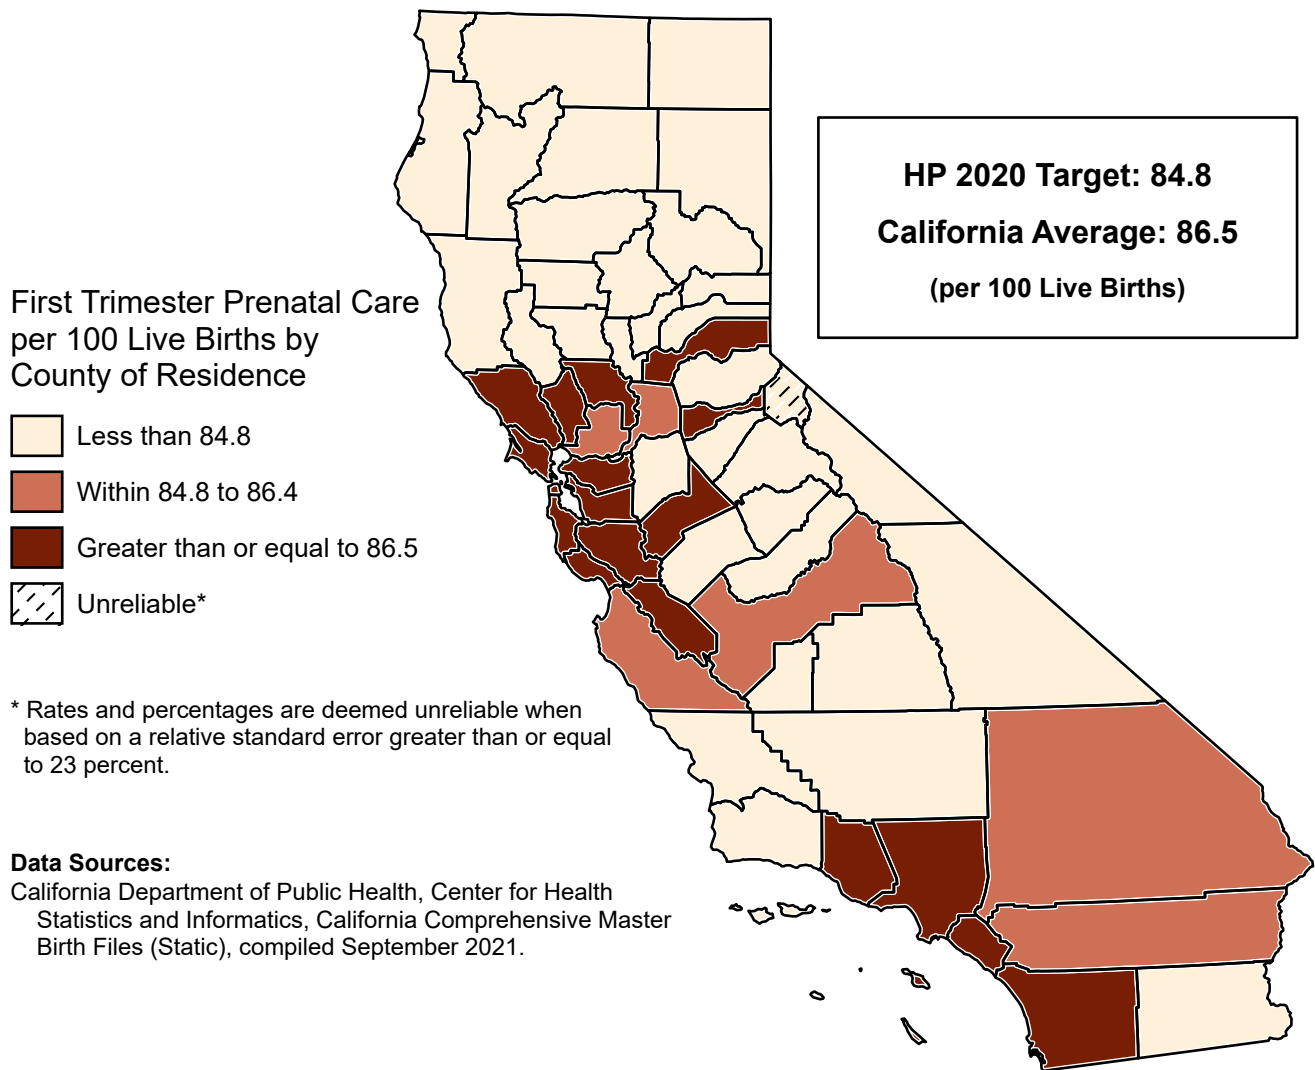 HP 2020 Target: 84.8
California Average: 86.5
(per 100 Live Births)
First Trimester Prenatal Care
per 100 Live Births by
County of Residence
Less than 84.8
Within 84.8 to 86.4
Greater than or equal to 86.5
Unreliable*
* Rates and percentages are deemed unreliable when
based on a relative standard error greater than or equal
to 23 percent.
Data Sources:
California Department of Public Health, Center for Health
Statistics and Informatics, California Comprehensive Master
Birth Files (Static), compiled September 2021.